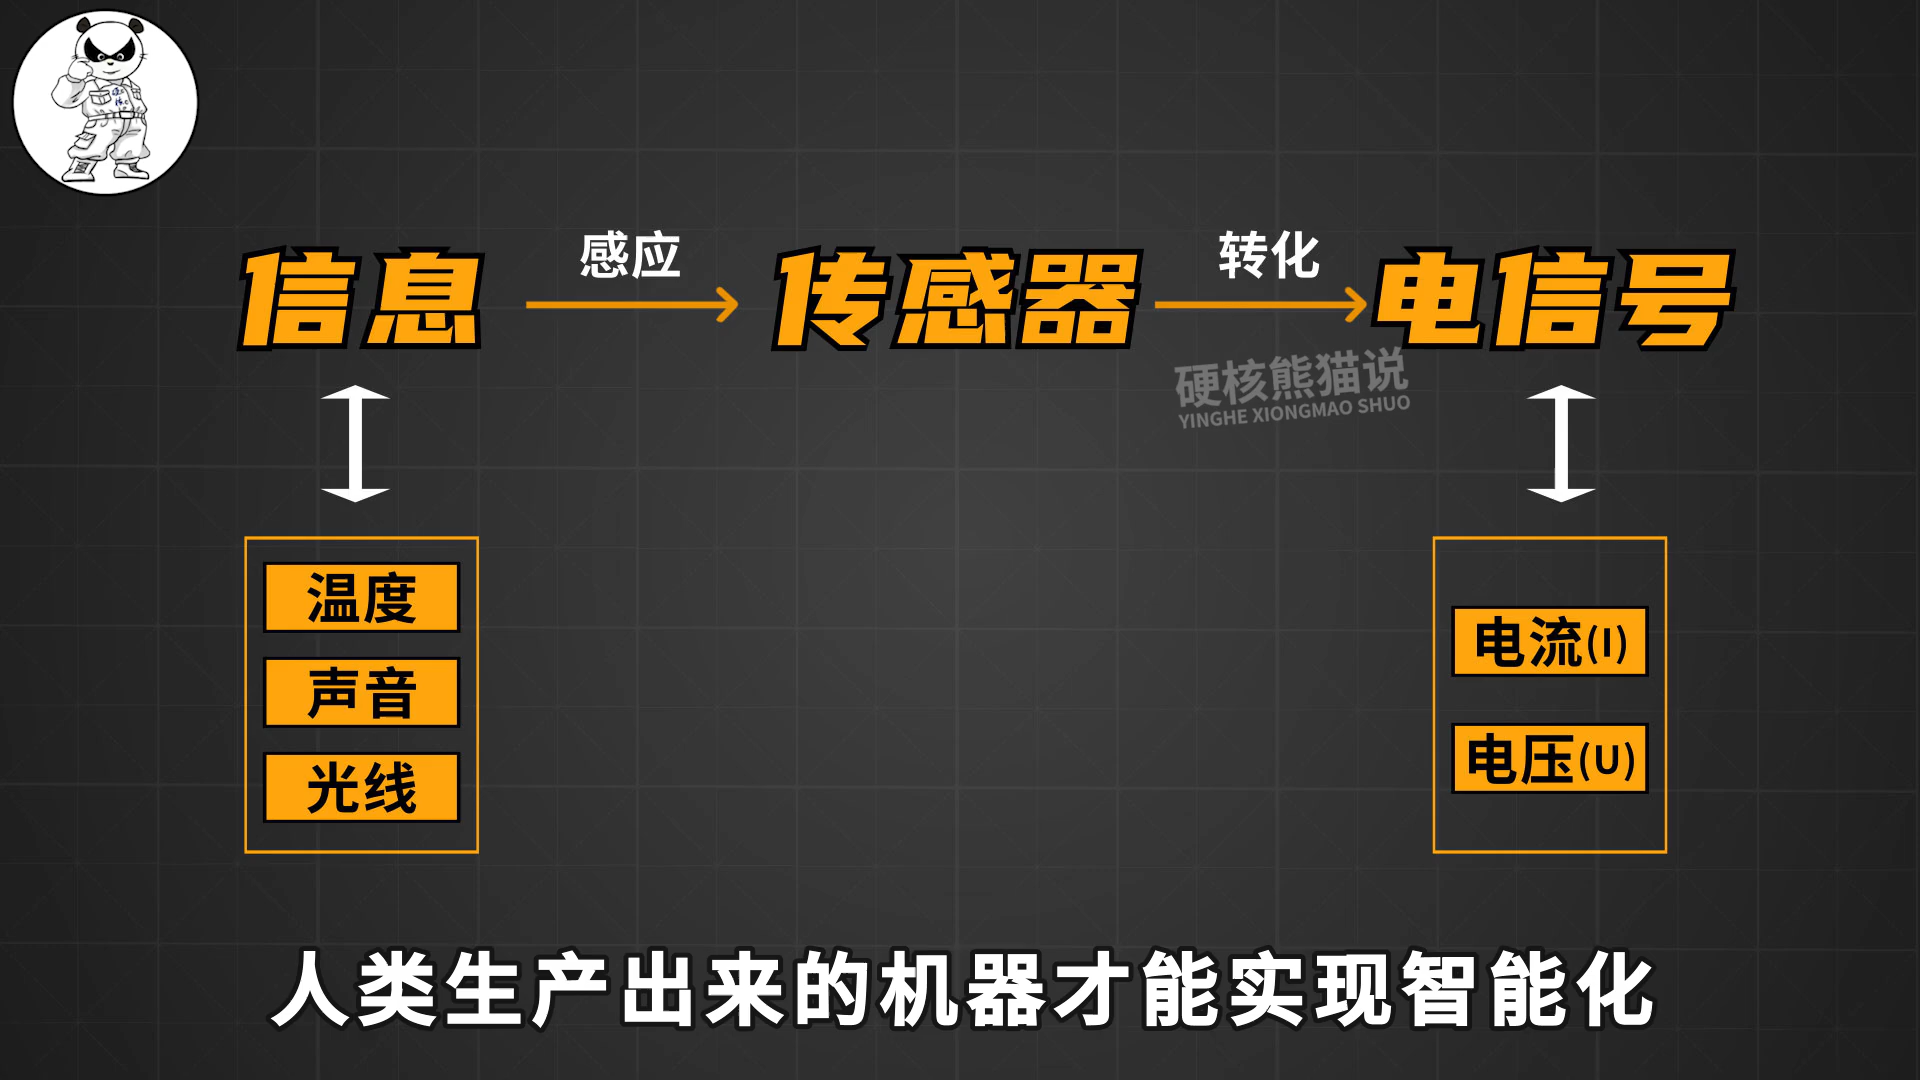 感应
转化
信息
传感器
电信号
硬核熊猫说
YINGHE XIONGMAO SHUO
温度
声音
光线
电流(I)
电压(U)
人类生产出来的机器才能实现智能化